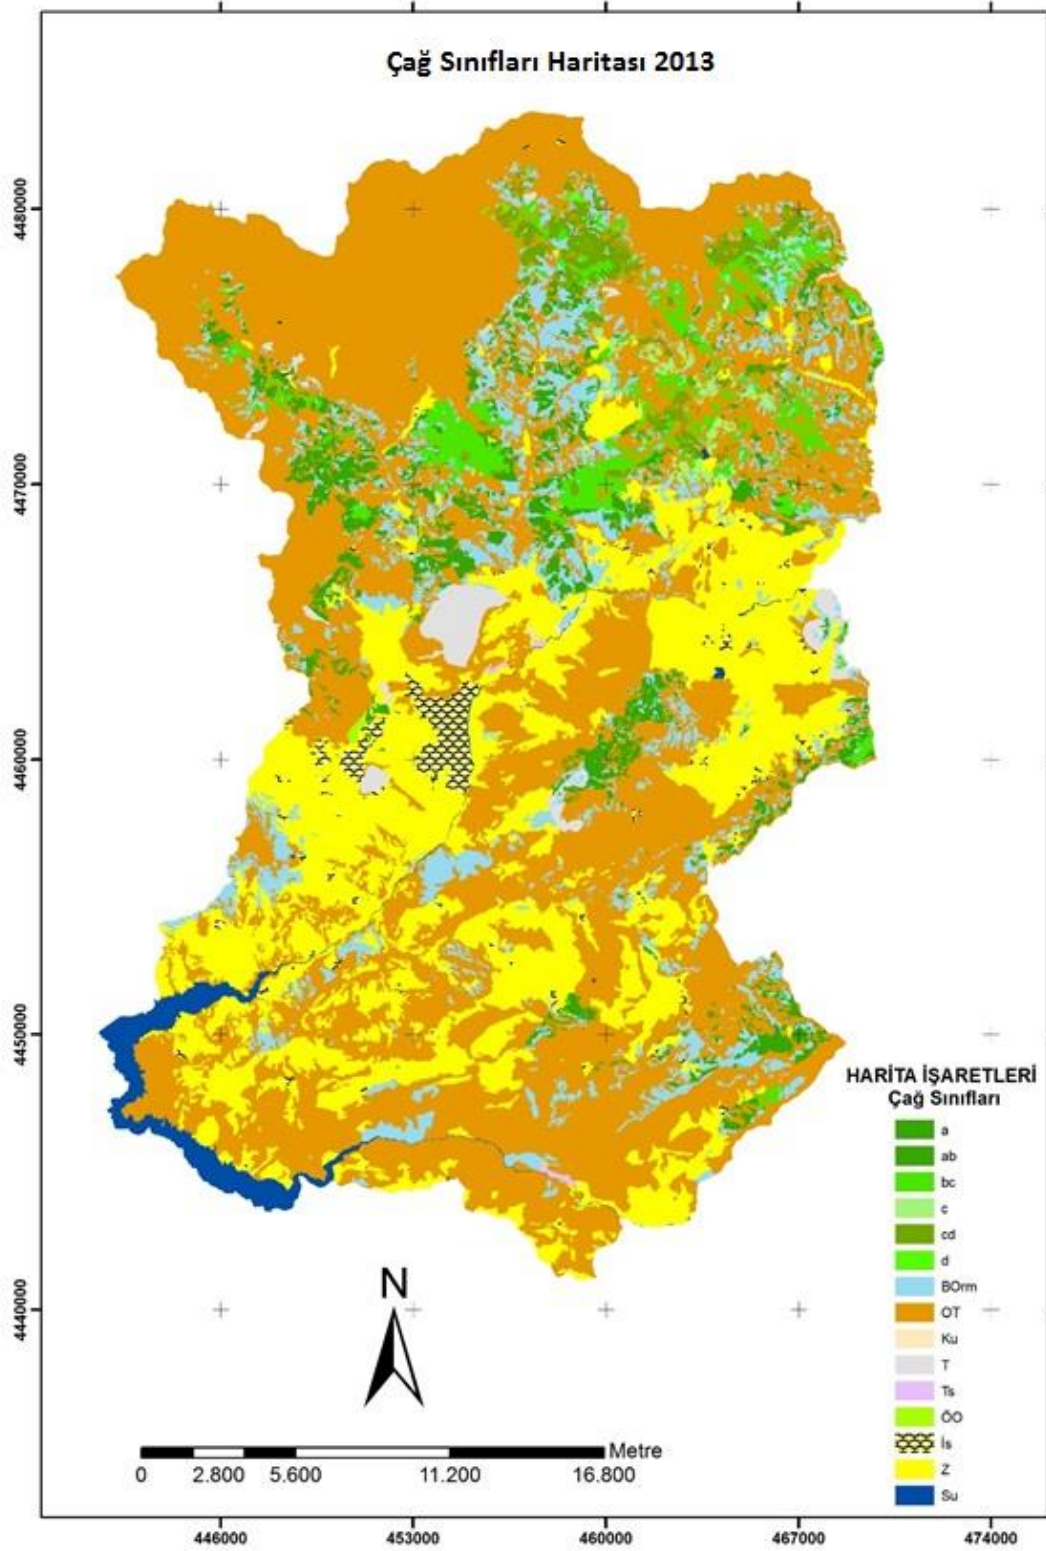 Çağ Sınıfları Haritası 2013
4480000
4470000
4460000
4450000
4440000
HARİTA İŞARETLERİ
Çağ Sınıfları
a
ab
bc
c
cd
d
BOrm
OT
Ku
T
Ts
ÖO
İs
Z
Su
N
Metre
0 2.800 5.600 11.200 16.800
446000 453000 460000 467000 474000